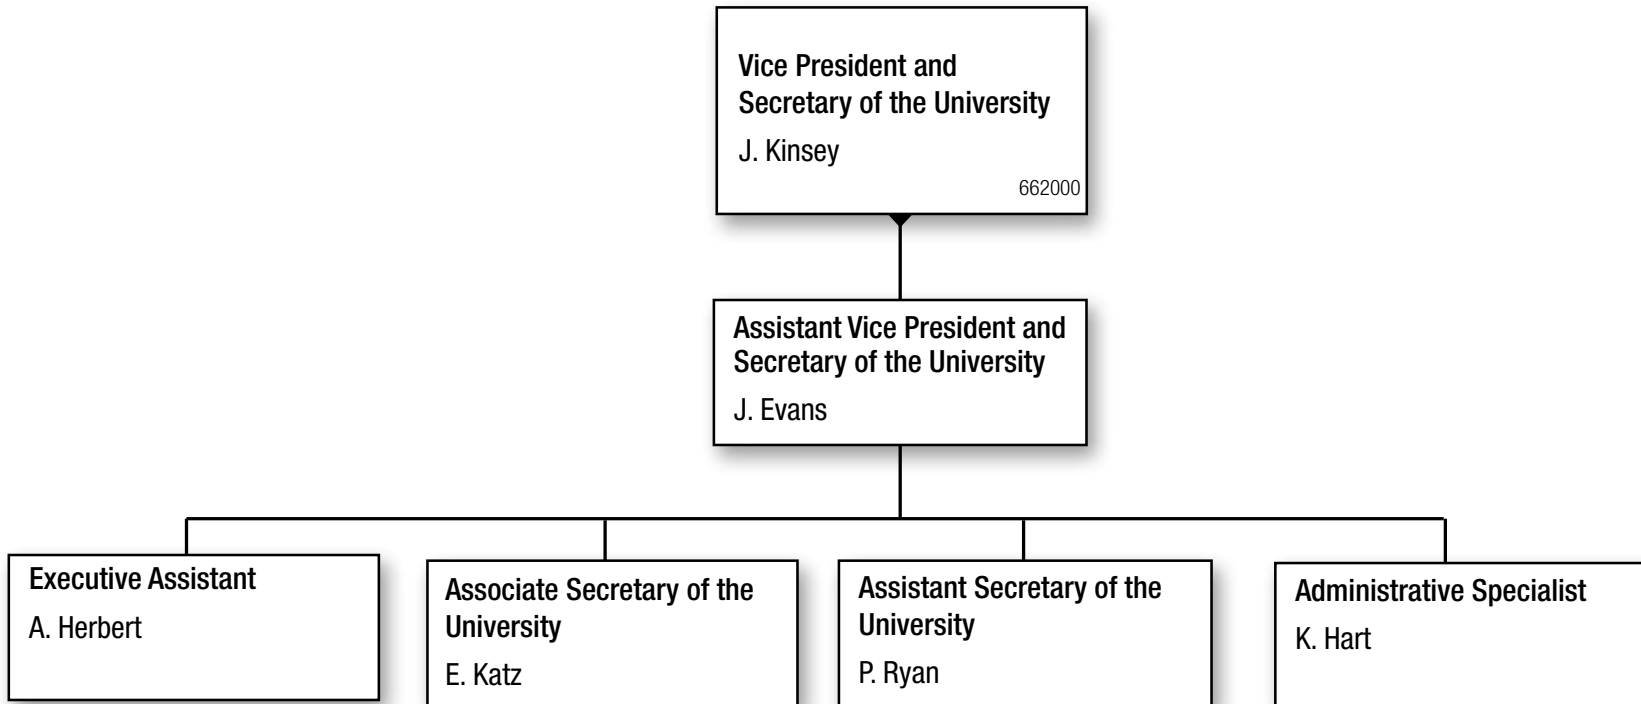 Vice President and
Secretary of the University
J. Kinsey
662000
Assistant Vice President and
Secretary of the University
J. Evans
Executive Assistant
A. Herbert
Associate Secretary of the
University
E. Katz
Assistant Secretary of the
University
P. Ryan
Administrative Specialist
K. Hart